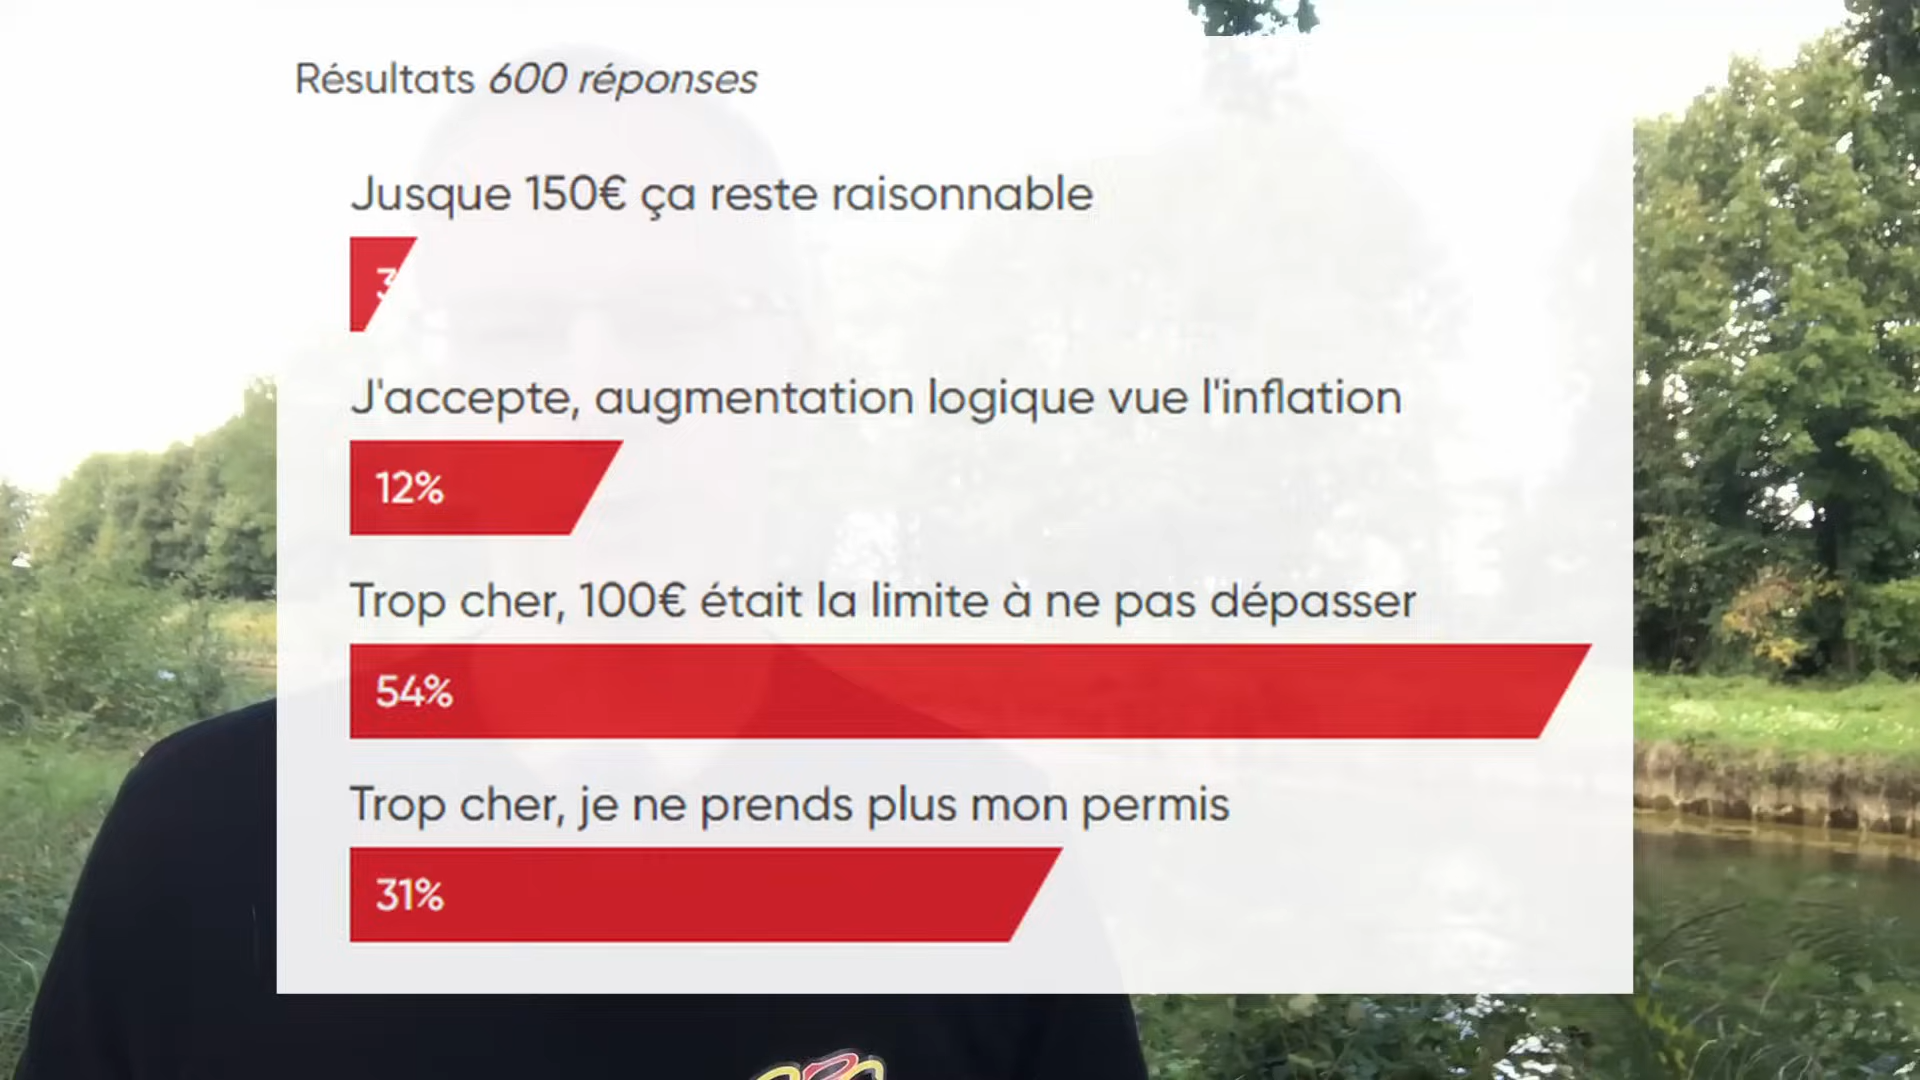 Résultats 600 réponses
Jusque 150€ ça reste raisonnable
3
J'accepte, augmentation logique vue l'inflation
12%
Trop cher, 100€ était la limite à ne pas dépasser
54%
Trop cher, je ne prends plus mon permis
31%